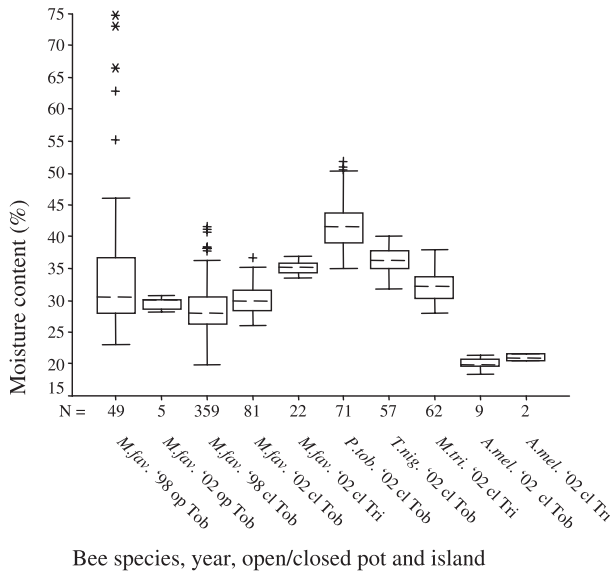 75
70
65
60
55
50
45
40
35
30
25
20
15
Moisture content (%)
N = 49 5 359 81 22 71 57 62 9 2
M.fav. ‘98 op Tob
M.fav. ‘02 op Tob
M.fav. ‘98 cl Tob
M.fav. ‘02 cl Tob
M.fav. ‘02 cl Tri
P.tob. ‘02 cl Tob
T.nig. ‘02 cl Tob
M.tri. ‘02 cl Tri
A.mel. ‘02 cl Tob
A.mel. ‘02 cl Tri
Bee species, year, open/closed pot and island